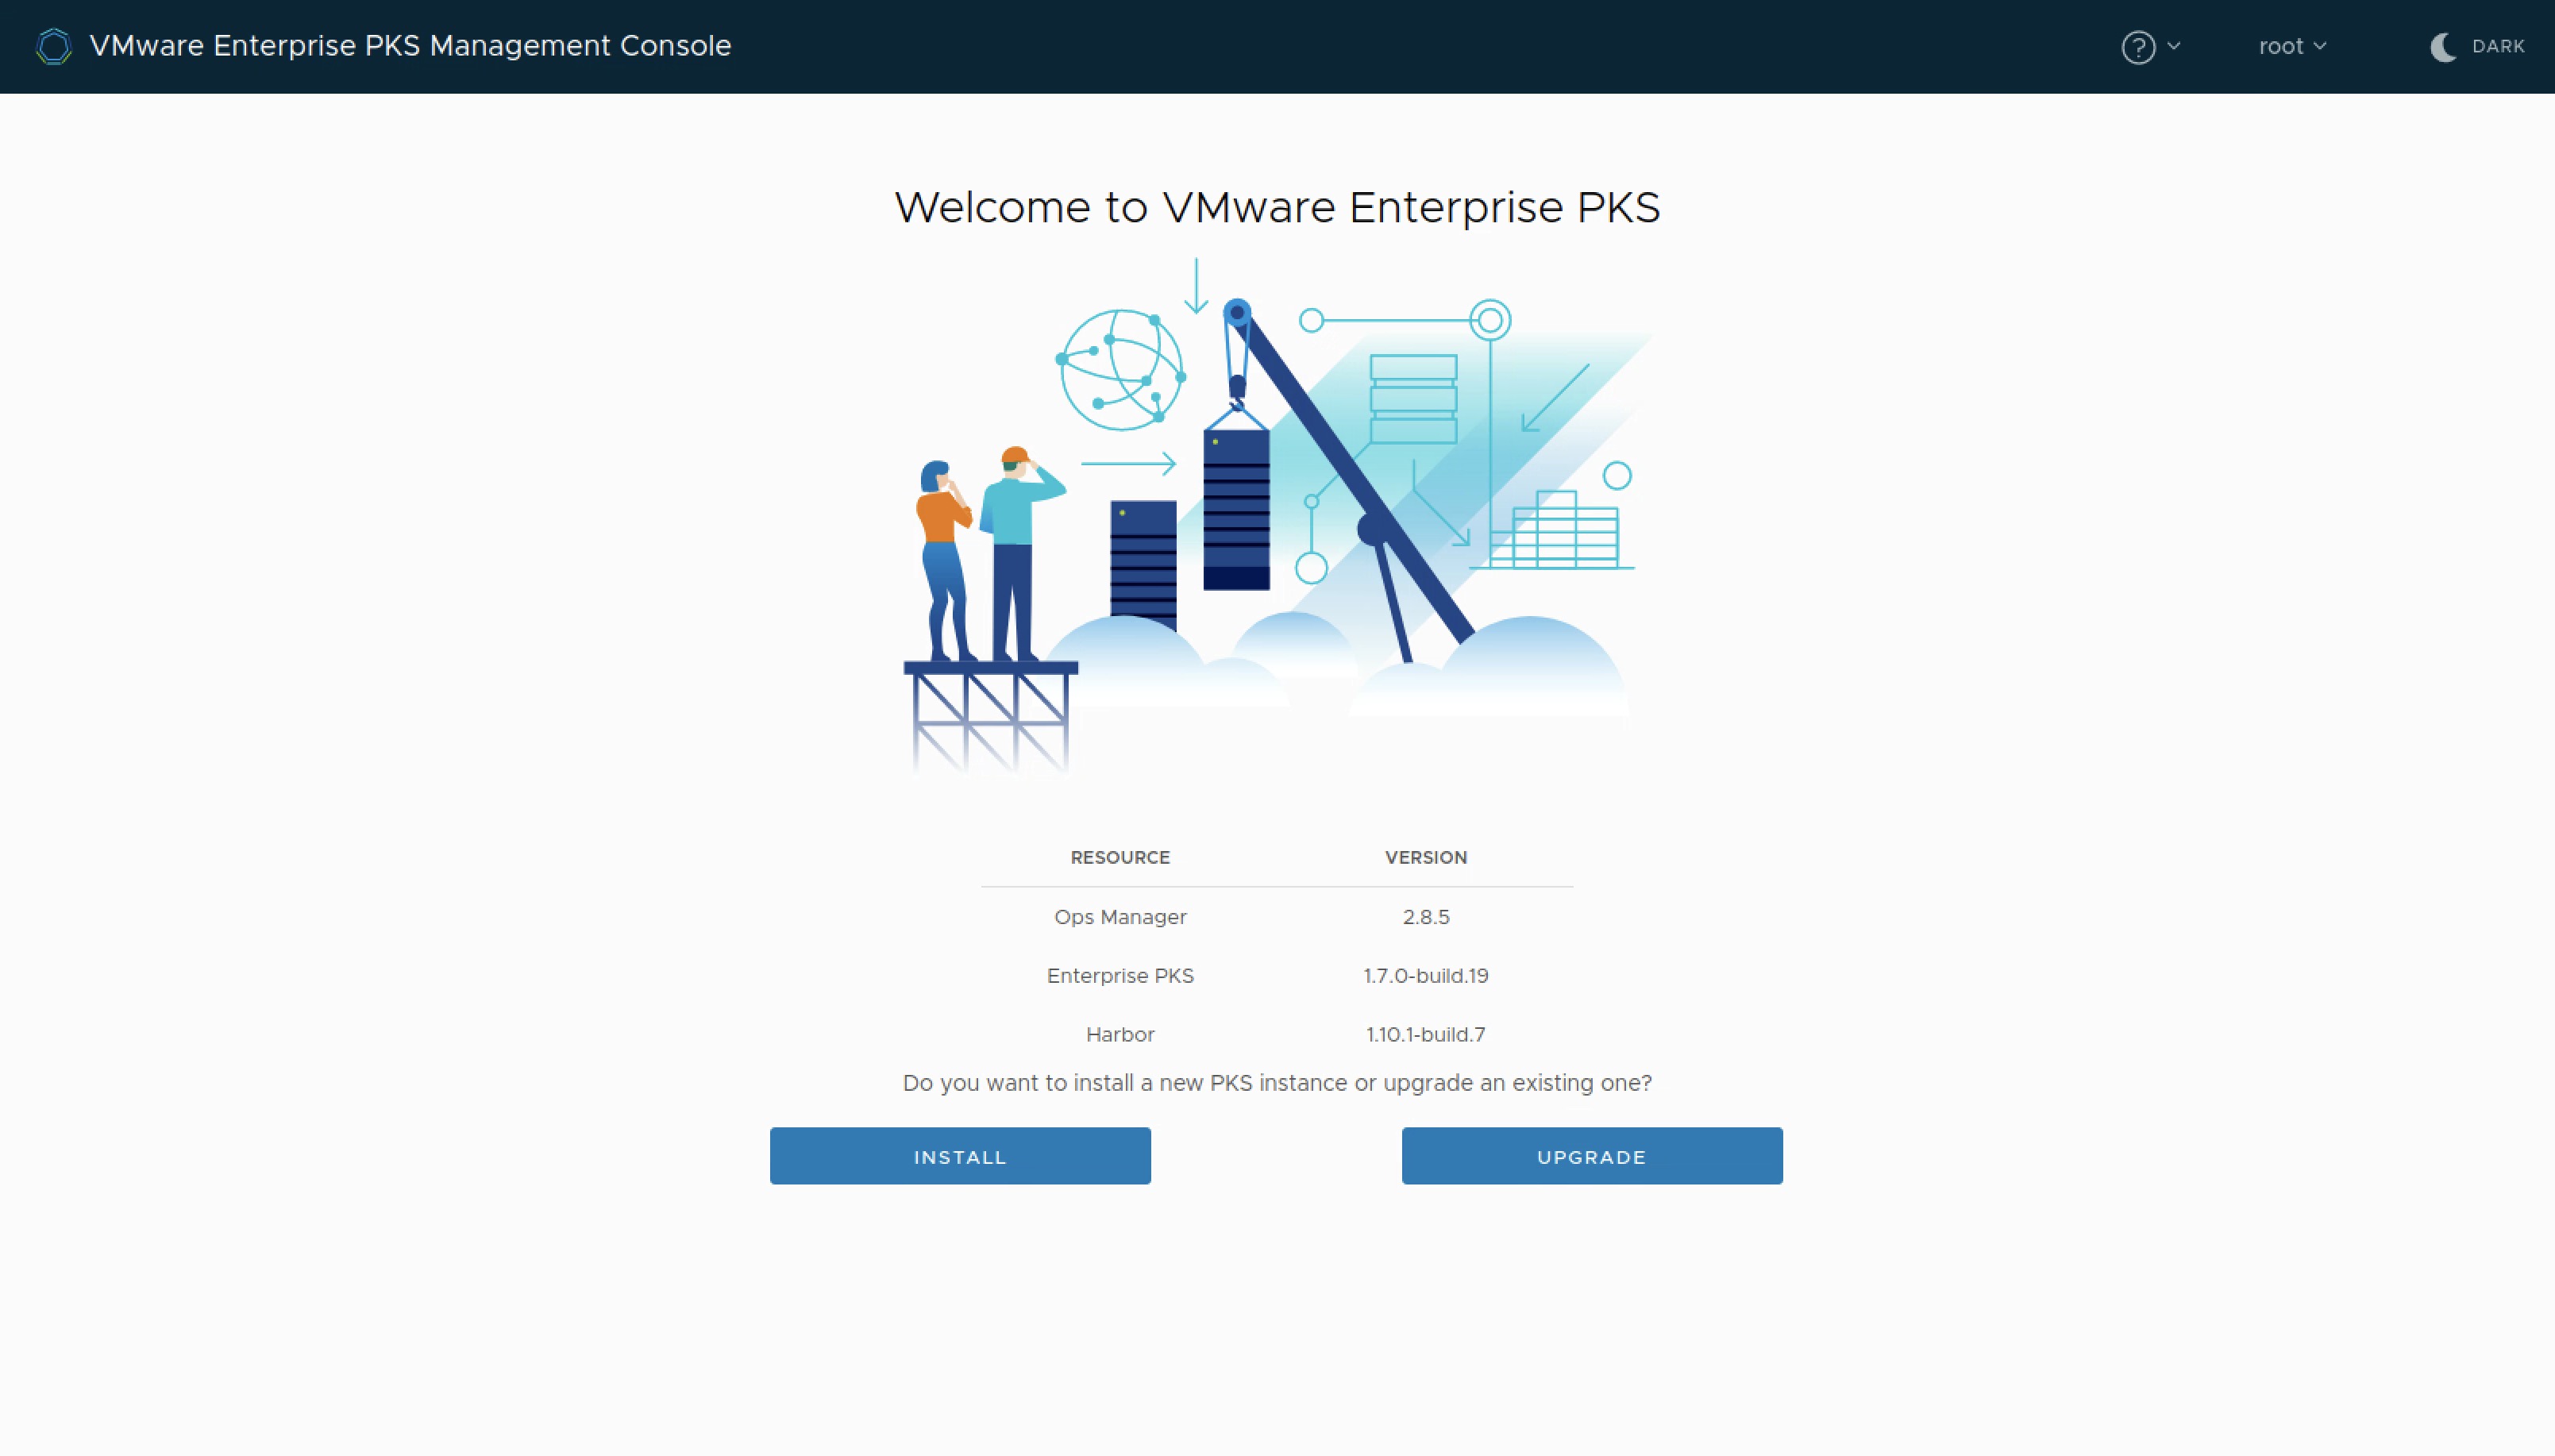 VMware Enterprise PKS Management Console
? root DARK
Welcome to VMware Enterprise PKS
RESOURCE VERSION
Ops Manager 2.8.5
Enterprise PKS 1.7.0-build.19
Harbor 1.10.1-build.7
Do you want to install a new PKS instance or upgrade an existing one?
INSTALL UPGRADE